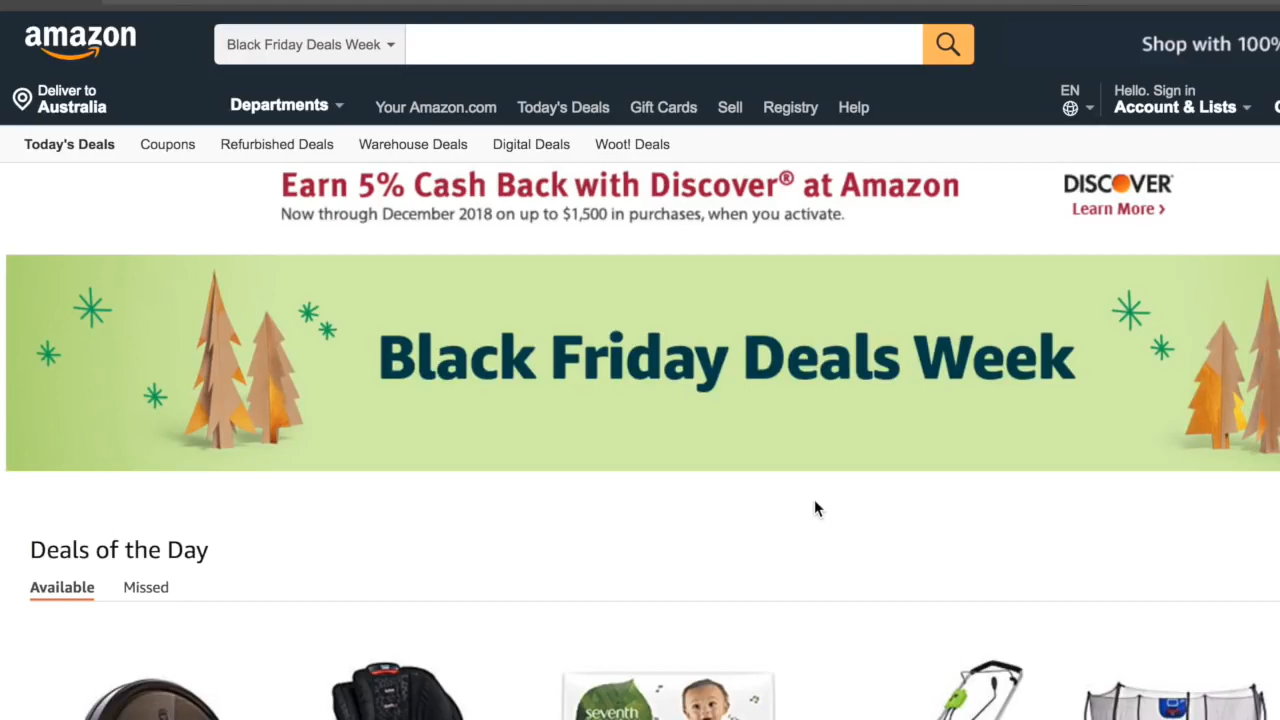 amazon
Black Friday Deals Week
Shop with 100%
Deliver to
Australia
Departments
Your Amazon.com
Today's Deals
Gift Cards
Sell
Registry
Help
EN
Hello. Sign in
Account & Lists
Today's Deals
Coupons
Refurbished Deals
Warehouse Deals
Digital Deals
Woot! Deals
Earn 5% Cash Back with Discover® at Amazon
Now through December 2018 on up to $1,500 in purchases, when you activate.
DISCOVER
Learn More >
Black Friday Deals Week
Deals of the Day
Available
Missed
seventh